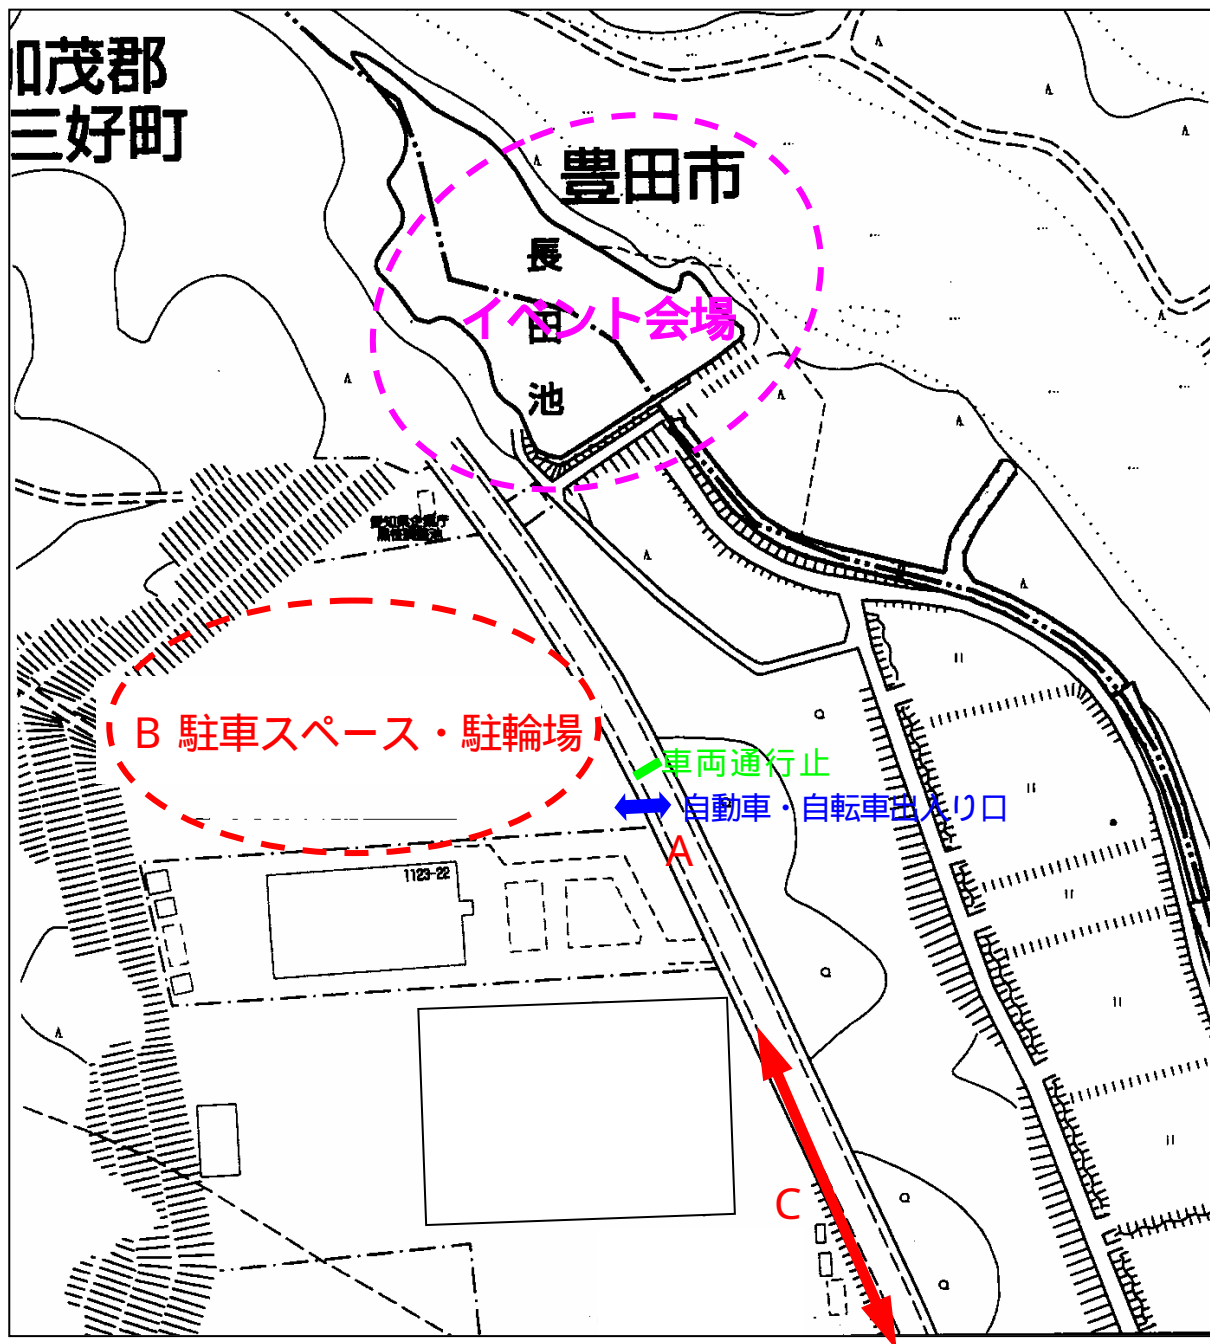 加茂郡
三好町
豊田市
長田池
イベント会場
B 駐車スペース・駐輪場
車両通行止
自動車・自転車出入り口
A
1123-22
C